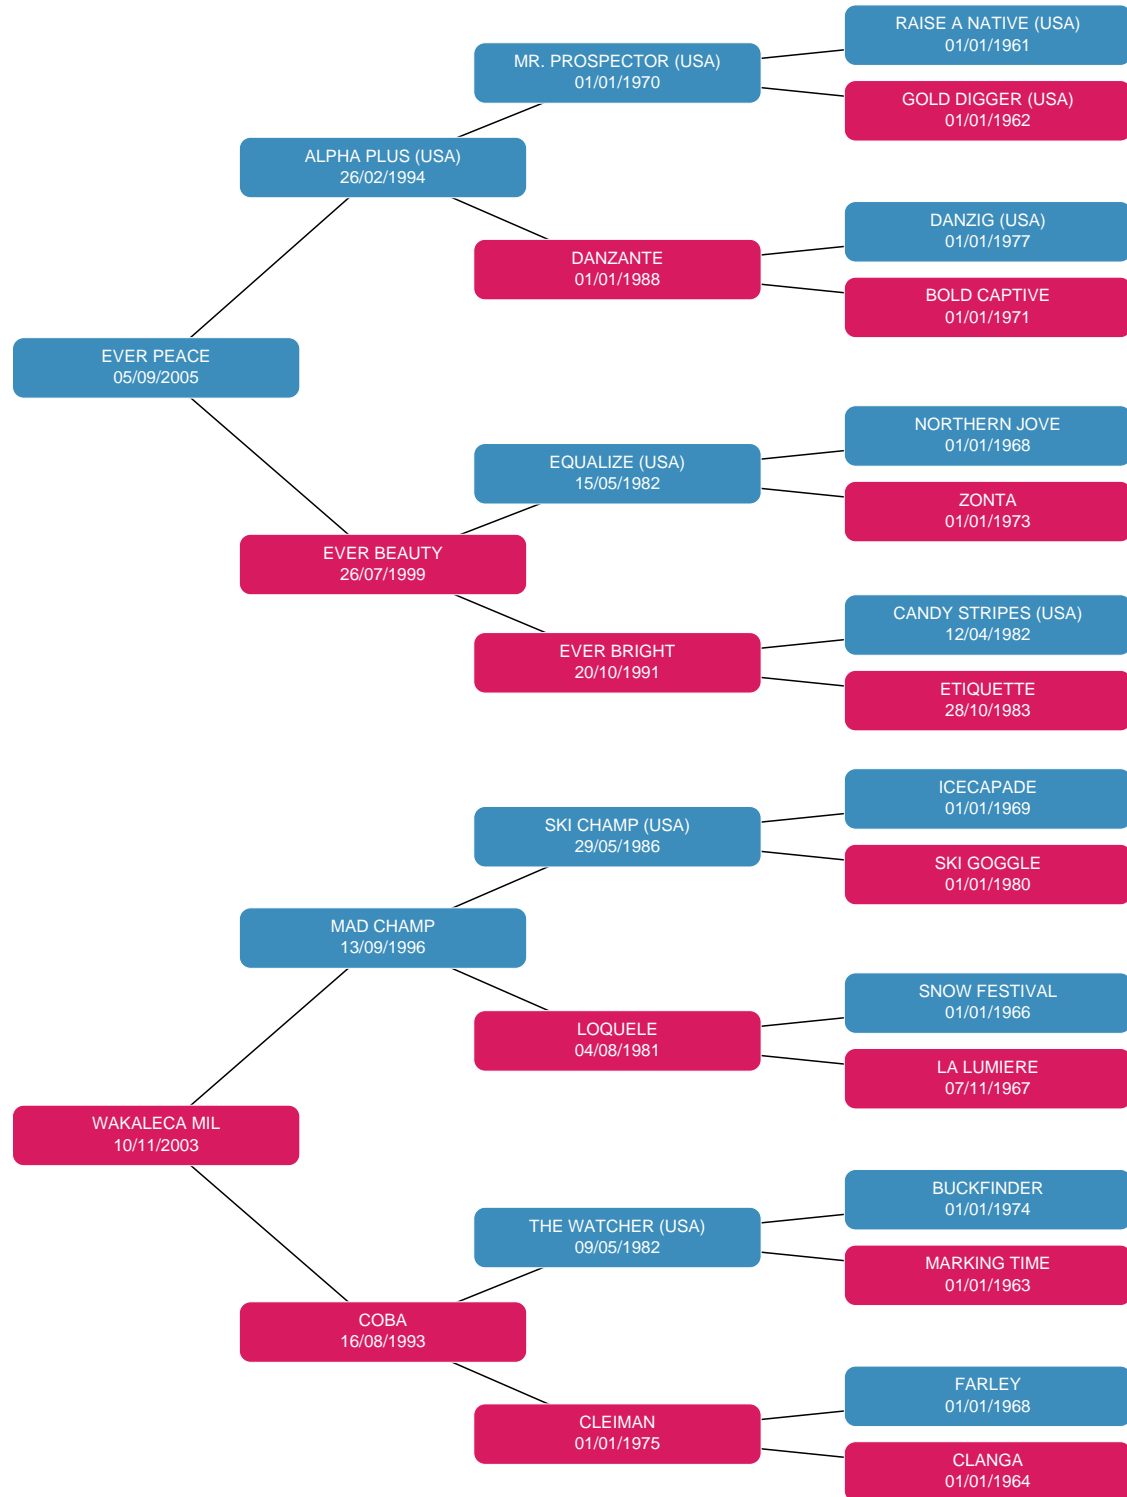 RAISE A NATIVE (USA)
01/01/1961
MR. PROSPECTOR (USA)
01/01/1970
GOLD DIGGER (USA)
01/01/1962
ALPHA PLUS (USA)
26/02/1994
DANZIG (USA)
01/01/1977
DANZANTE
01/01/1988
BOLD CAPTIVE
01/01/1971
EVER PEACE
05/09/2005
NORTHERN JOVE
01/01/1968
EQUALIZE (USA)
15/05/1982
ZONTA
01/01/1973
EVER BEAUTY
26/07/1999
CANDY STRIPES (USA)
12/04/1982
EVER BRIGHT
20/10/1991
ETIQUETTE
28/10/1983
ICECAPADE
01/01/1969
SKI CHAMP (USA)
29/05/1986
SKI GOGGLE
01/01/1980
MAD CHAMP
13/09/1996
SNOW FESTIVAL
01/01/1966
LOQUELE
04/08/1981
LA LUMIERE
07/11/1967
WAKALECA MIL
10/11/2003
BUCKFINDER
01/01/1974
THE WATCHER (USA)
09/05/1982
MARKING TIME
01/01/1963
COBA
16/08/1993
FARLEY
01/01/1968
CLEIMAN
01/01/1975
CLANGA
01/01/1964